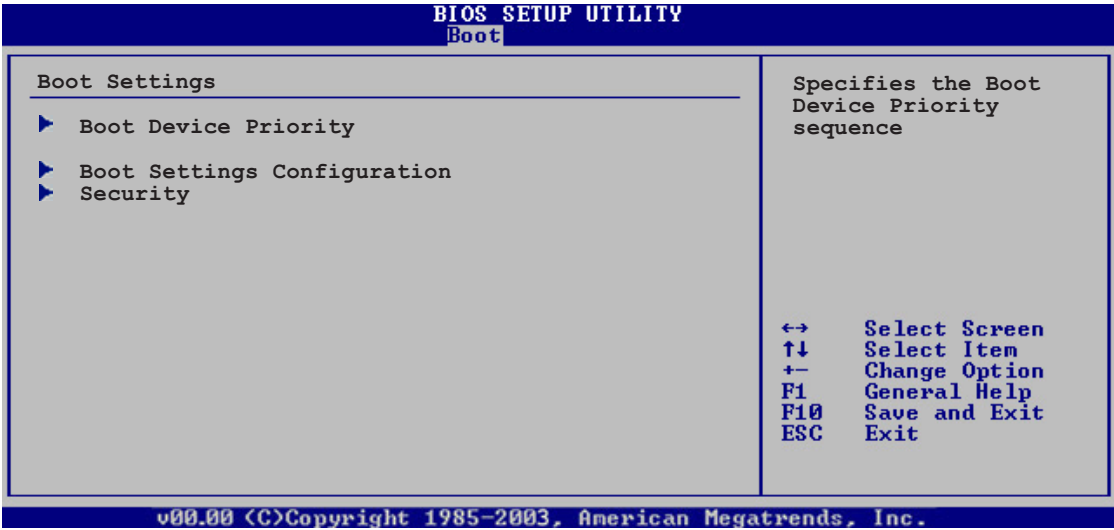 BIOS SETUP UTILITY
Boot
Boot Settings
Boot Device Priority
Boot Settings Configuration
Security
Specifies the Boot
Device Priority
sequence
←→ Select Screen
↑↓ Select Item
+- Change Option
F1 General Help
F10 Save and Exit
ESC Exit
v00.00 (C)Copyright 1985-2003, American Megatrends, Inc.